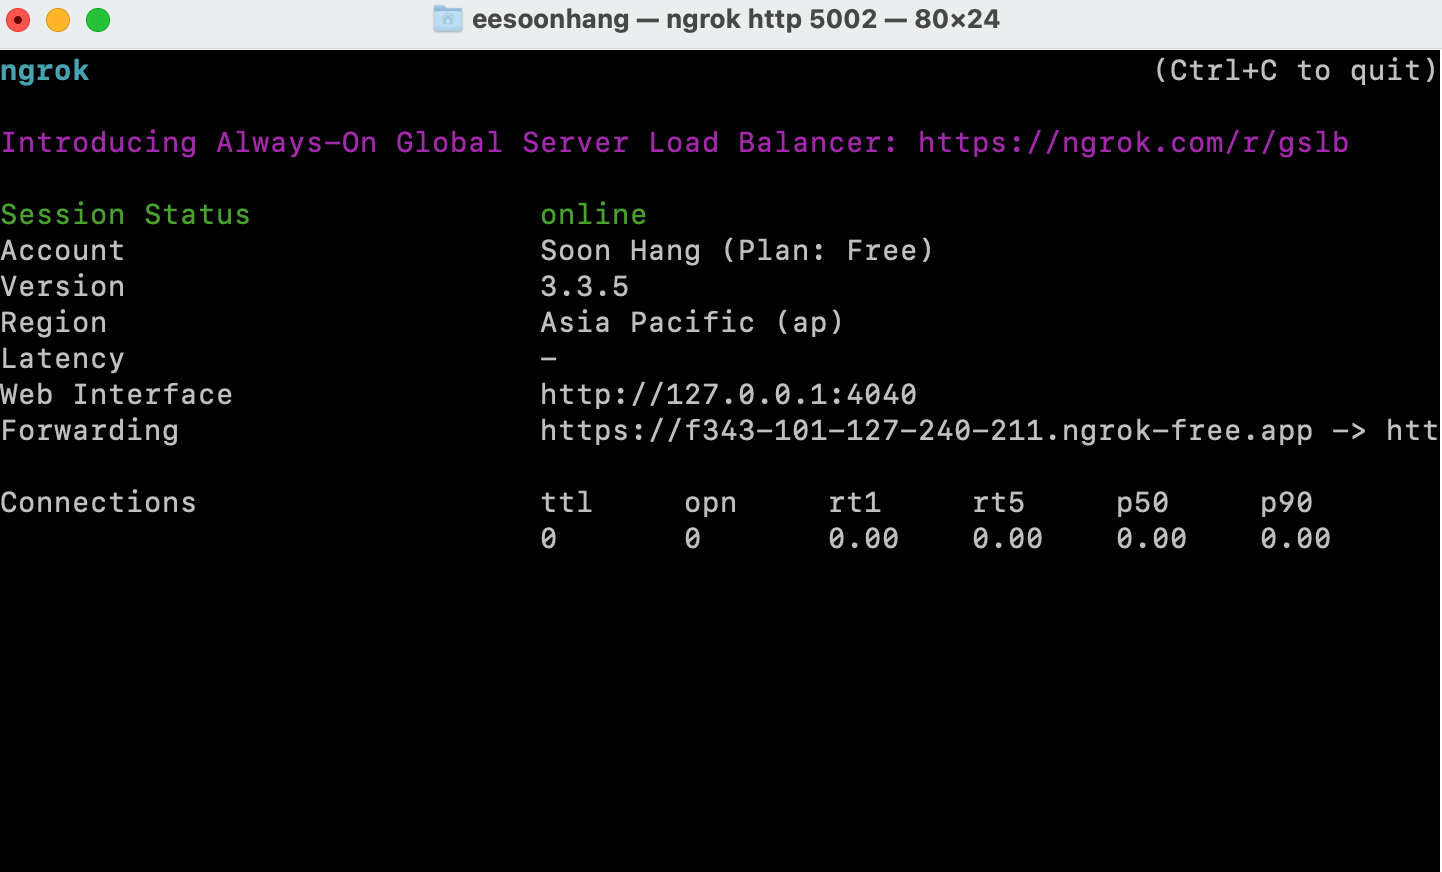 eesoonhang — ngrok http 5002 — 80×24
ngrok (Ctrl+C to quit)
Introducing Always-On Global Server Load Balancer: https://ngrok.com/r/gslb
Session Status online
Account Soon Hang (Plan: Free)
Version 3.3.5
Region Asia Pacific (ap)
Latency -
Web Interface http://127.0.0.1:4040
Forwarding https://f343-101-127-240-211.ngrok-free.app -> htt
Connections ttl opn rt1 rt5 p50 p90
0 0 0.00 0.00 0.00 0.00